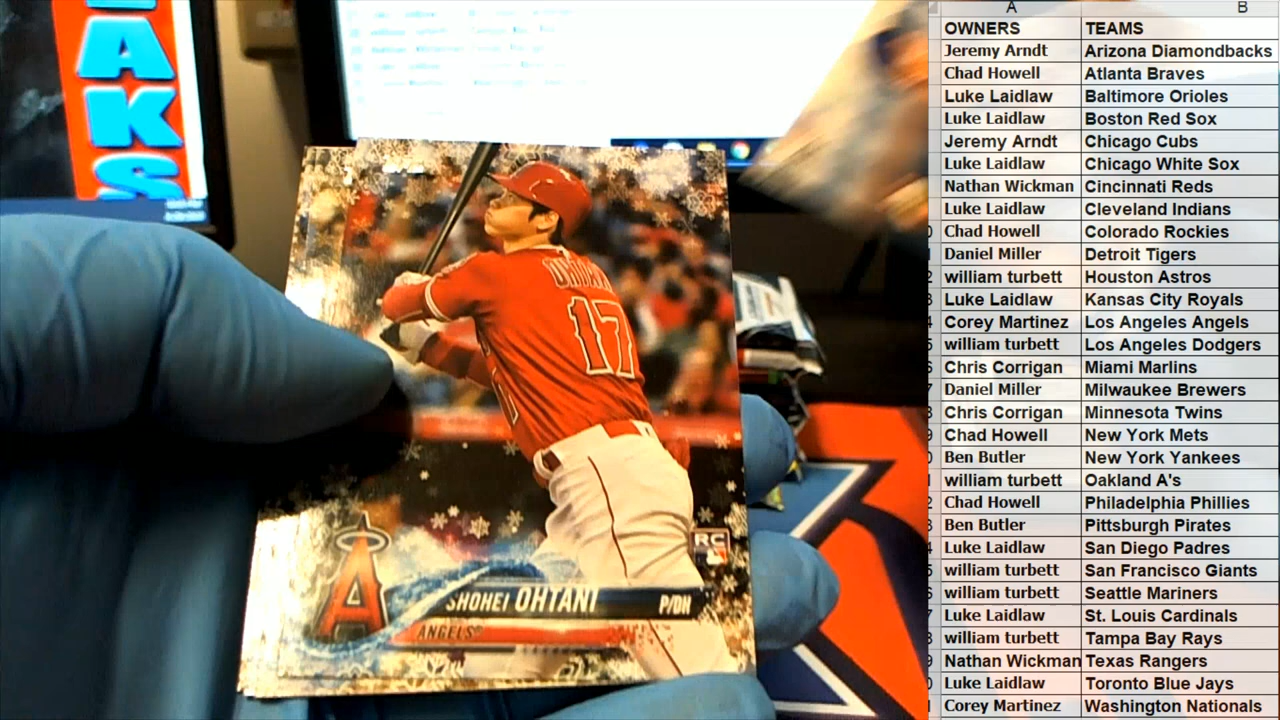 EAKS
OHTANI
17
RC
A
SHOHEI OHTANI P/DH
ANGELS
A B
OWNERS TEAMS
Jeremy Arndt Arizona Diamondbacks
Chad Howell Atlanta Braves
Luke Laidlaw Baltimore Orioles
Luke Laidlaw Boston Red Sox
Jeremy Arndt Chicago Cubs
Luke Laidlaw Chicago White Sox
Nathan Wickman Cincinnati Reds
Luke Laidlaw Cleveland Indians
Chad Howell Colorado Rockies
Daniel Miller Detroit Tigers
william turbett Houston Astros
Luke Laidlaw Kansas City Royals
Corey Martinez Los Angeles Angels
william turbett Los Angeles Dodgers
Chris Corrigan Miami Marlins
Daniel Miller Milwaukee Brewers
Chris Corrigan Minnesota Twins
Chad Howell New York Mets
Ben Butler New York Yankees
william turbett Oakland A's
Chad Howell Philadelphia Phillies
Ben Butler Pittsburgh Pirates
Luke Laidlaw San Diego Padres
william turbett San Francisco Giants
william turbett Seattle Mariners
Luke Laidlaw St. Louis Cardinals
william turbett Tampa Bay Rays
Nathan Wickman Texas Rangers
Luke Laidlaw Toronto Blue Jays
Corey Martinez Washington Nationals